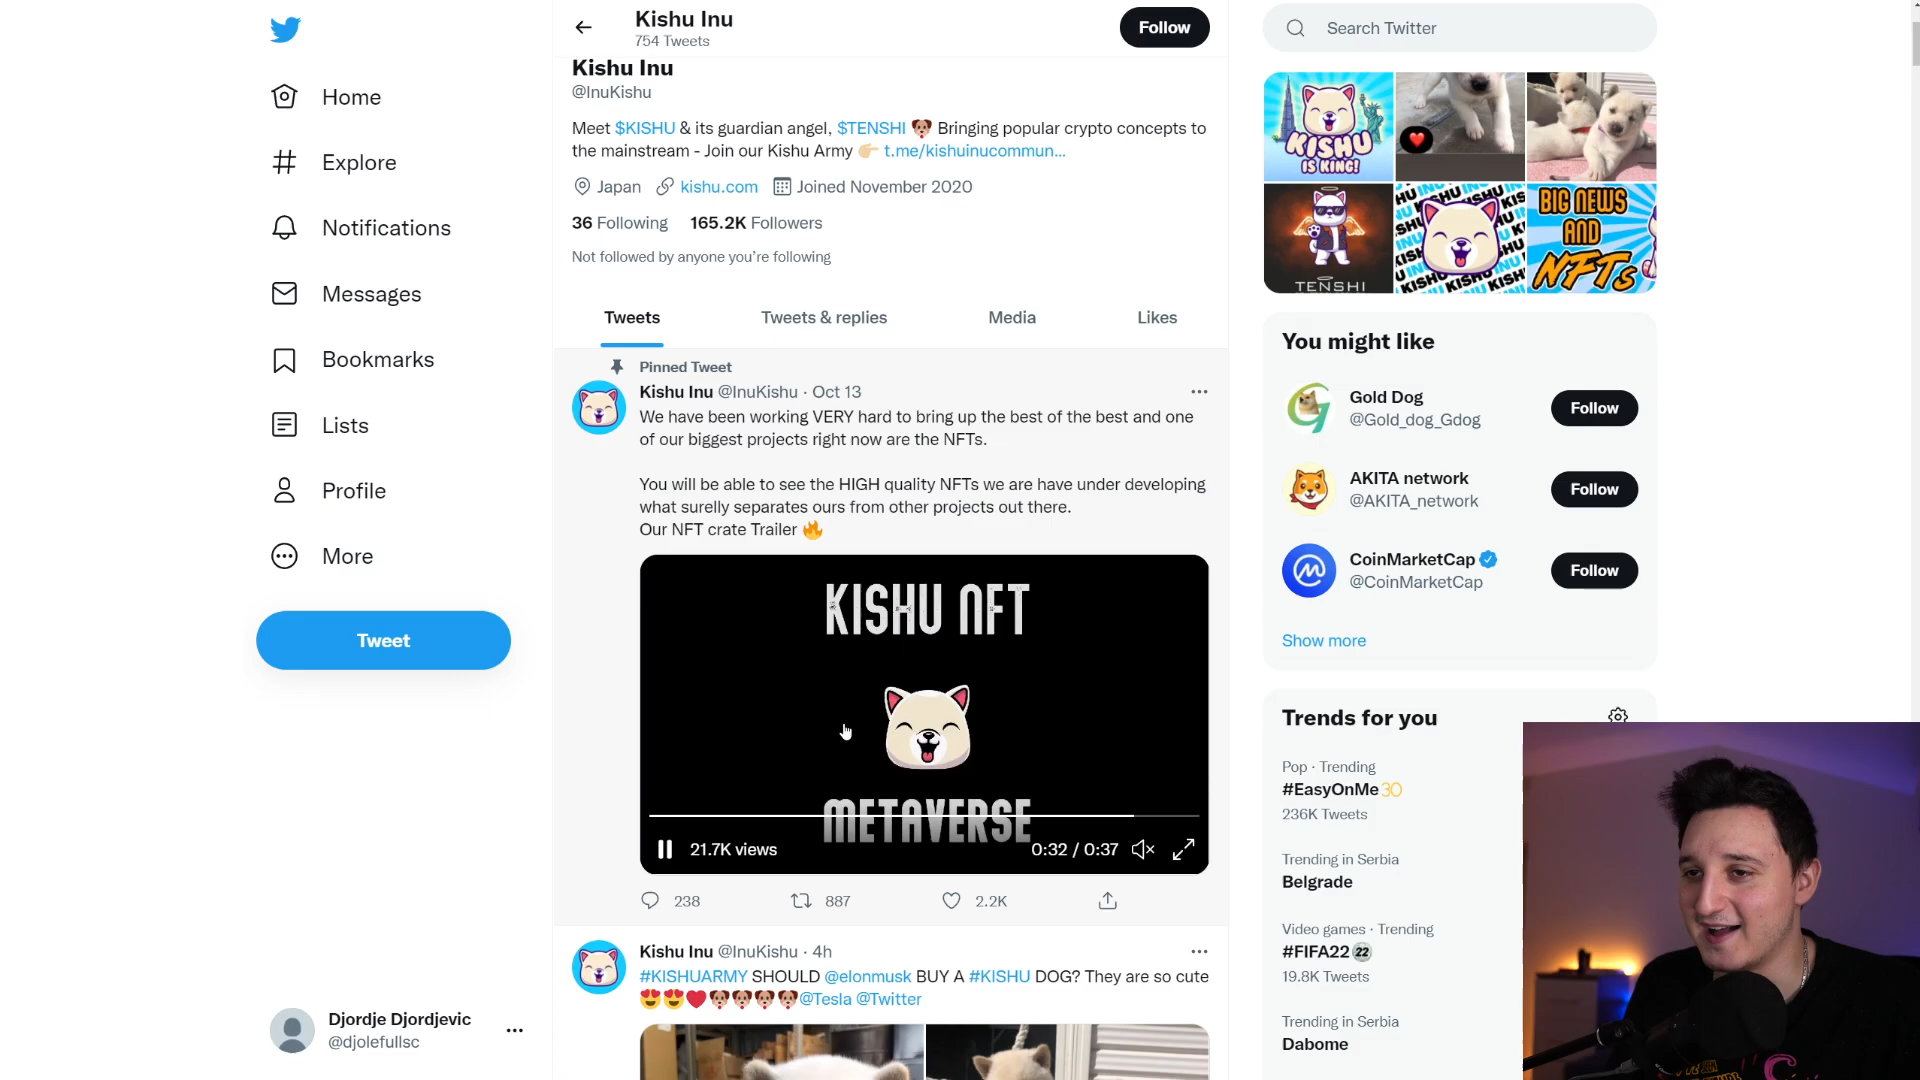 Home
Explore
Notifications
Messages
Bookmarks
Lists
Profile
More
Tweet
Djordje Djordjevic
@djolefullsc
Kishu Inu
754 Tweets
Follow
Kishu Inu
@InuKishu
Meet $KISHU & its guardian angel, $TENSHI 🐶 Bringing popular crypto concepts to
the mainstream - Join our Kishu Army 👉🏼 t.me/kishuinucommun…
Japan kishu.com Joined November 2020
36 Following 165.2K Followers
Not followed by anyone you're following
Tweets Tweets & replies Media Likes
Pinned Tweet
Kishu Inu @InuKishu · Oct 13
We have been working VERY hard to bring up the best of the best and one
of our biggest projects right now are the NFTs.
You will be able to see the HIGH quality NFTs we are have under developing
what surelly separates ours from other projects out there.
Our NFT crate Trailer 🔥
KISHU NFT
METAVERSE
21.7K views 0:32 / 0:37
238 887 2.2K
Kishu Inu @InuKishu · 4h
#KISHUARMY SHOULD @elonmusk BUY A #KISHU DOG? They are so cute
😍😍❤️🐶🐶🐶🐶@Tesla @Twitter
Search Twitter
KISHU
IS KING!
TENSHI
KISHU INU
BIG NEWS
AND
NFTs
You might like
Gold Dog
@Gold_dog_Gdog
Follow
AKITA network
@AKITA_network
Follow
CoinMarketCap
@CoinMarketCap
Follow
Show more
Trends for you
Pop · Trending
#EasyOnMe
236K Tweets
Trending in Serbia
Belgrade
Video games · Trending
#FIFA22
19.8K Tweets
Trending in Serbia
Dabome